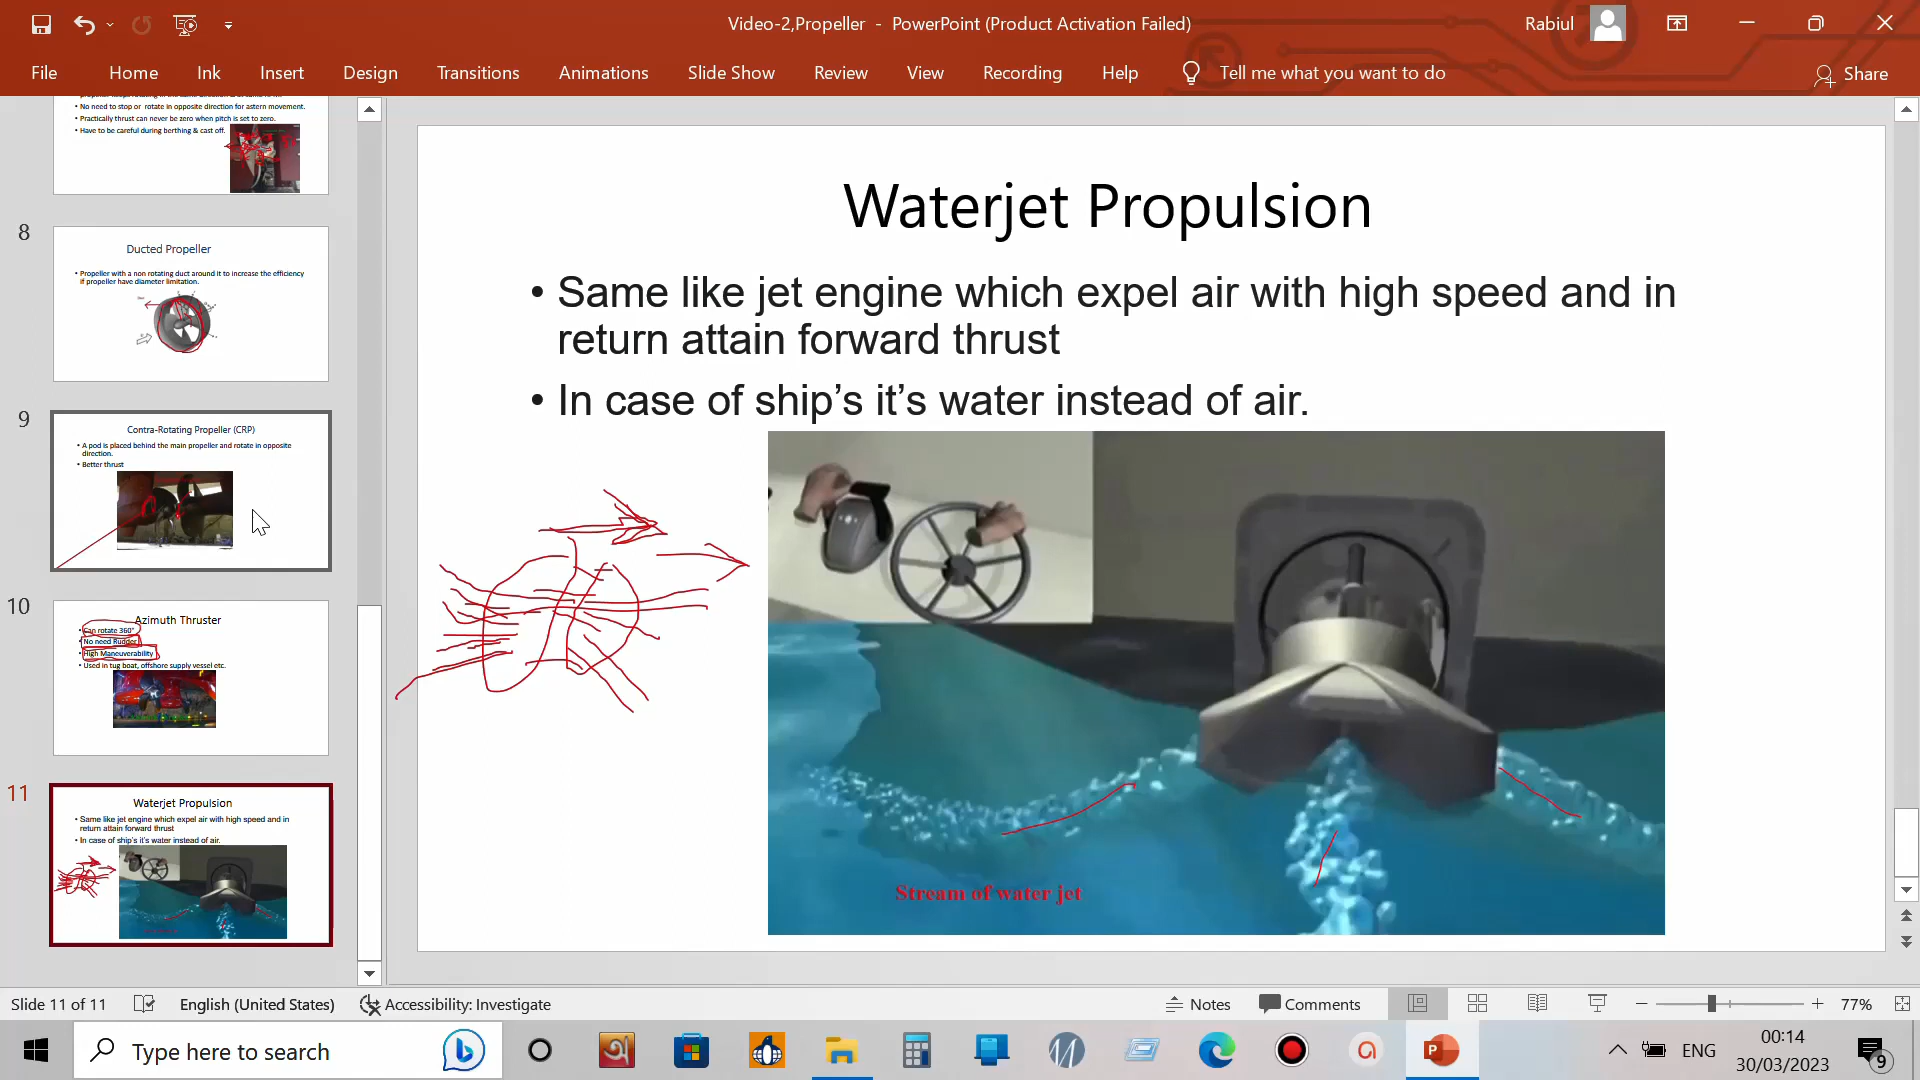 Video-2,Propeller - PowerPoint (Product Activation Failed)
Rabiul
File Home Ink Insert Design Transitions Animations Slide Show Review View Recording Help Tell me what you want to do Share
• No need to stop or rotate in opposite direction for astern movement.
• Practically thrust can never be zero when pitch is set to zero.
• Have to be careful during berthing & cast off.
8
Ducted Propeller
• Propeller with a non rotating duct around it to increase the efficiency
if propeller have diameter limitation.
9
Contra-Rotating Propeller (CRP)
• A pod is placed behind the main propeller and rotate in opposite
direction.
• Better thrust
10
Azimuth Thruster
• Can rotate 360°
• No need Rudder
• High Maneuverability
• Used in tug boat, offshore supply vessel etc.
11
Waterjet Propulsion
• Same like jet engine which expel air with high speed and in
return attain forward thrust
• In case of ship's it's water instead of air.
Waterjet Propulsion
• Same like jet engine which expel air with high speed and in
return attain forward thrust
• In case of ship’s it’s water instead of air.
Stream of water jet
Slide 11 of 11 English (United States) Accessibility: Investigate Notes Comments 77%
Type here to search
অ
ENG
00:14
30/03/2023
9